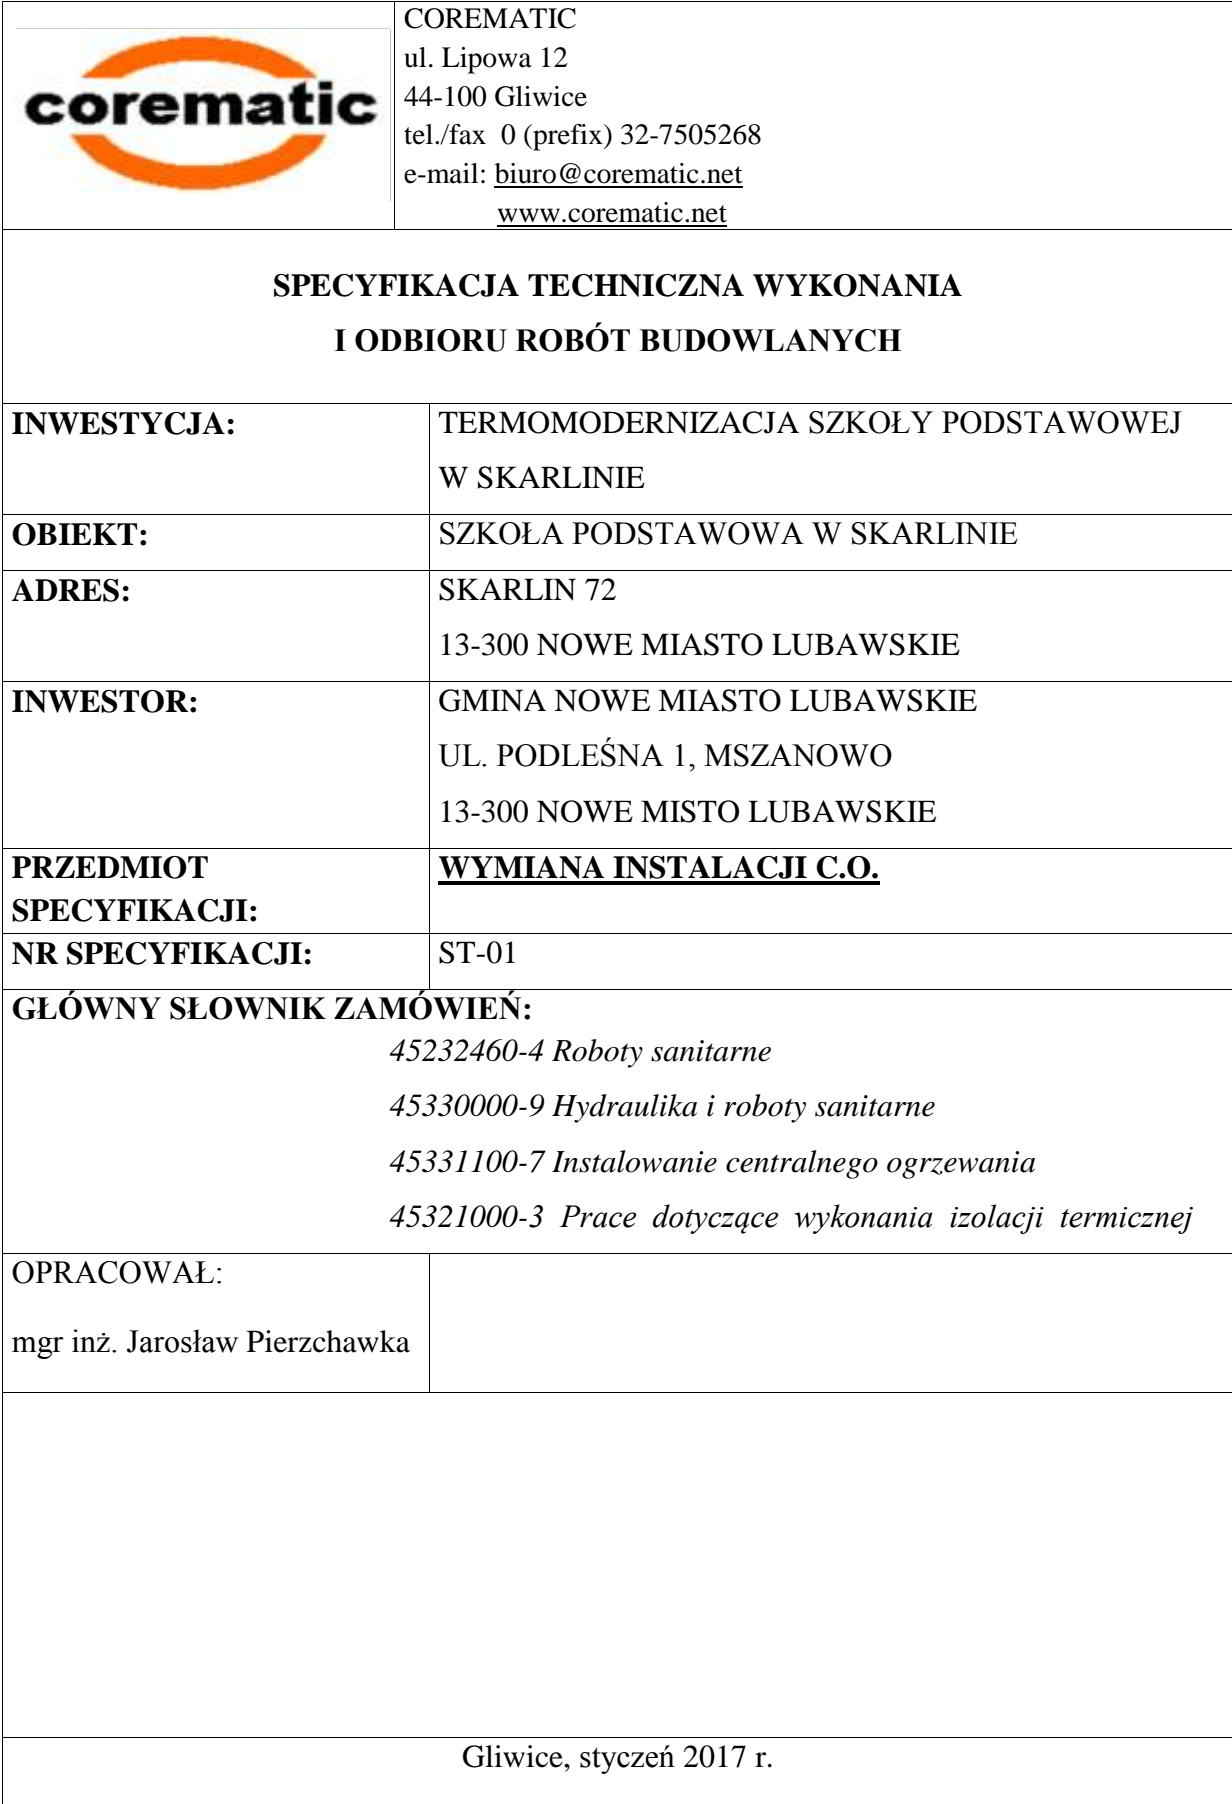 corematic
COREMATIC
ul. Lipowa 12
44-100 Gliwice
tel./fax 0 (prefix) 32-7505268
e-mail: biuro@corematic.net
www.corematic.net
SPECYFIKACJA TECHNICZNA WYKONANIA
I ODBIORU ROBÓT BUDOWLANYCH
INWESTYCJA:
TERMOMODERNIZACJA SZKOŁY PODSTAWOWEJ
W SKARLINIE
OBIEKT:
SZKOŁA PODSTAWOWA W SKARLINIE
ADRES:
SKARLIN 72
13-300 NOWE MIASTO LUBAWSKIE
INWESTOR:
GMINA NOWE MIASTO LUBAWSKIE
UL. PODLEŚNA 1, MSZANOWO
13-300 NOWE MISTO LUBAWSKIE
PRZEDMIOT
SPECYFIKACJI:
WYMIANA INSTALACJI C.O.
NR SPECYFIKACJI:
ST-01
GŁÓWNY SŁOWNIK ZAMÓWIEŃ:
45232460-4 Roboty sanitarne
45330000-9 Hydraulika i roboty sanitarne
45331100-7 Instalowanie centralnego ogrzewania
45321000-3 Prace dotyczące wykonania izolacji termicznej
OPRACOWAŁ:
mgr inż. Jarosław Pierzchawka
Gliwice, styczeń 2017 r.